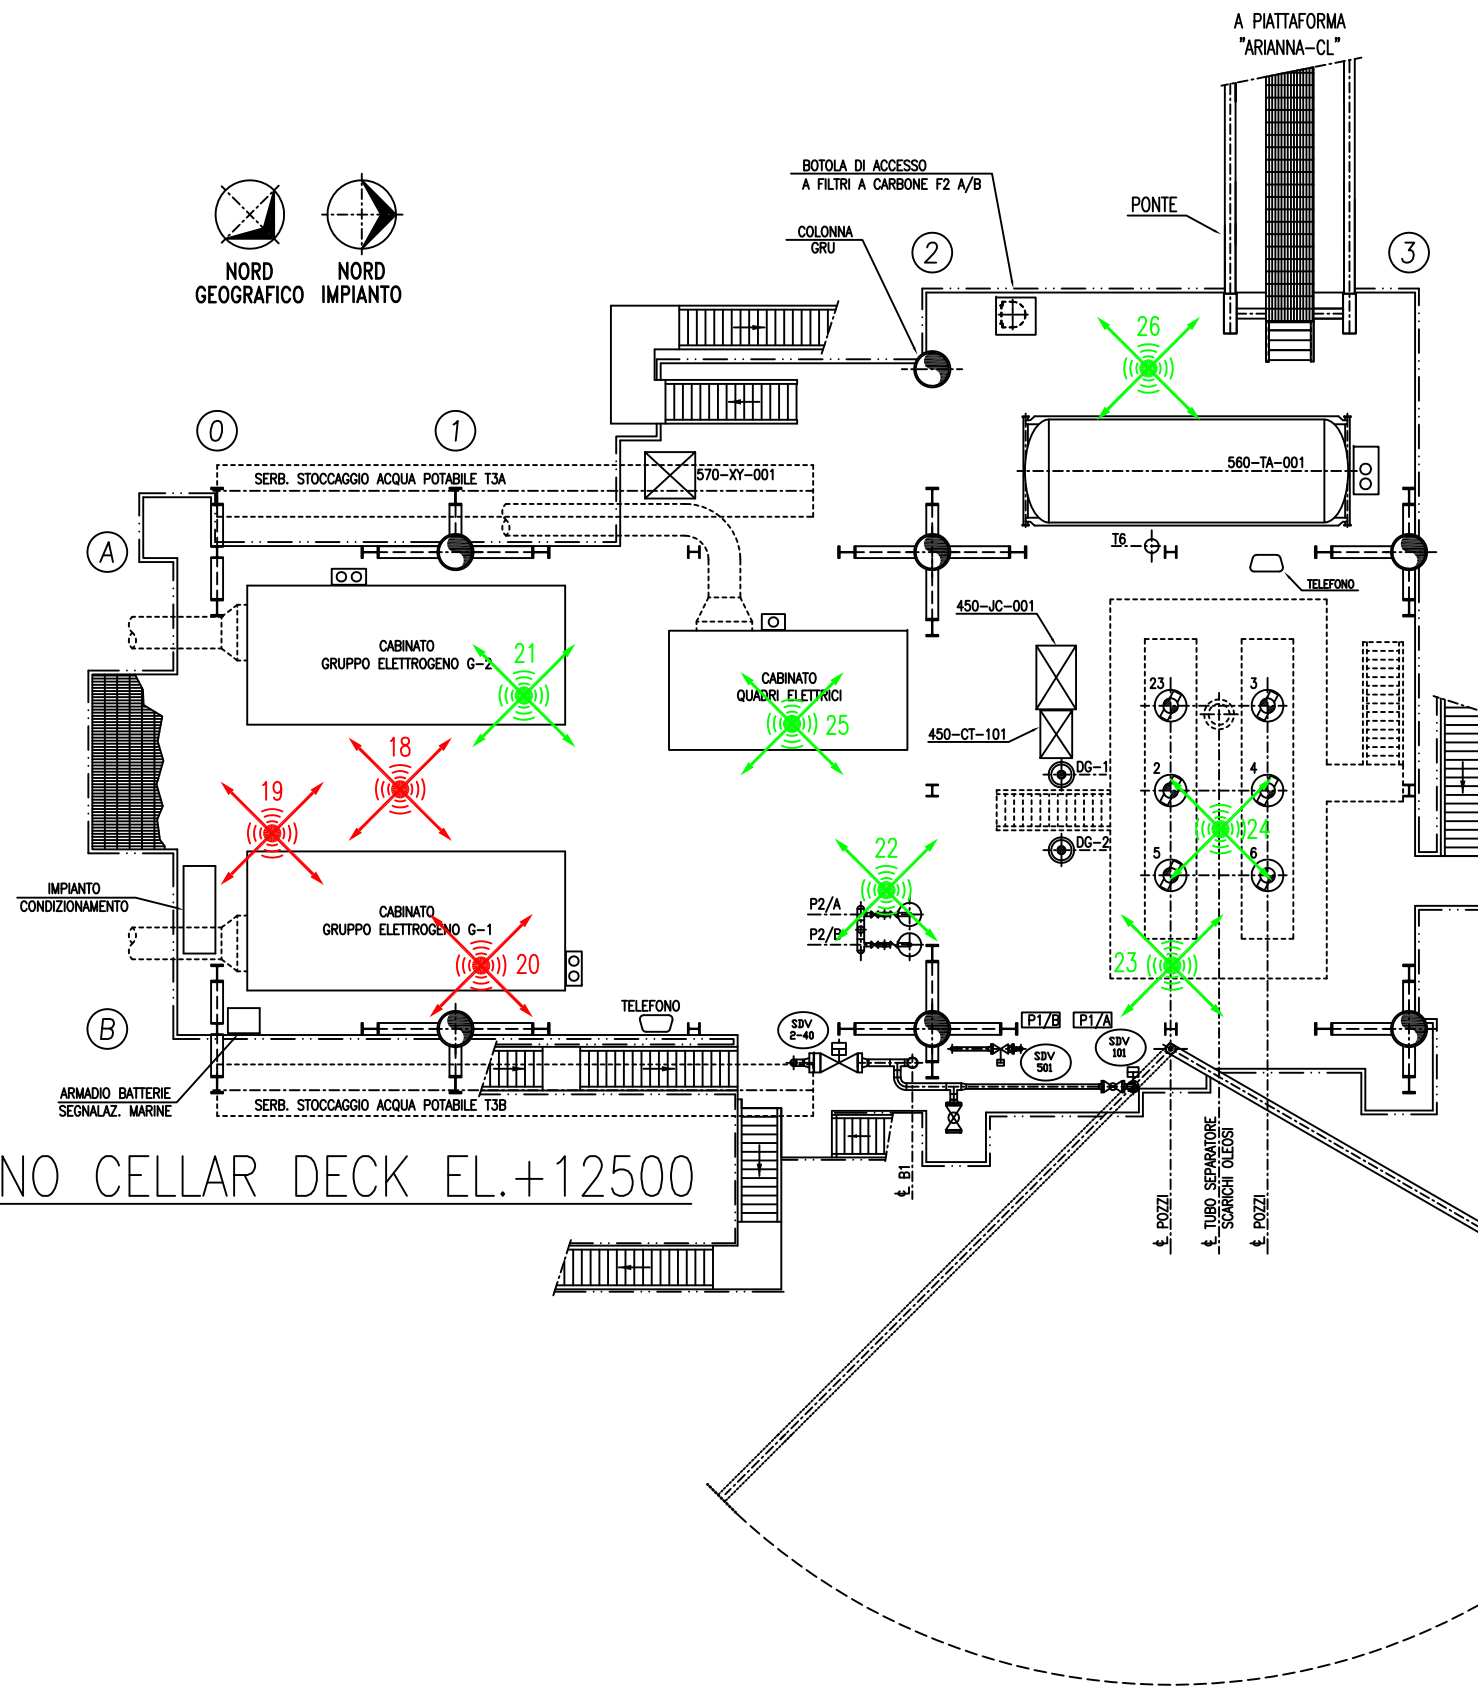 A PIATTAFORMA
"ARIANNA-CL"
BOTOLA DI ACCESSO
A FILTRI A CARBONE F2 A/B
PONTE
COLONNA
GRU
2
3
NORD
GEOGRAFICO
NORD
IMPIANTO
26
0
1
SERB. STOCCAGGIO ACQUA POTABILE T3A
570-XY-001
560-TA-001
A
T6
TELEFONO
450-JC-001
CABINATO
GRUPPO ELETTROGENO G-2
21
CABINATO
QUADRI ELETTRICI
25
23
3
450-CT-101
18
DG-1
2
4
19
24
22
DG-2
5
6
IMPIANTO
CONDIZIONAMENTO
CABINATO
GRUPPO ELETTROGENO G-1
20
P2/A
P2/B
23
TELEFONO
B
SDV
2-40
P1/B
P1/A
SDV
101
SDV
501
ARMADIO BATTERIE
SEGNALAZ. MARINE
SERB. STOCCAGGIO ACQUA POTABILE T3B
NO CELLAR DECK EL.+12500
℄ B1
℄ POZZI
℄ TUBO SEPARATORE
SCARICHI OLEOSI
℄ POZZI